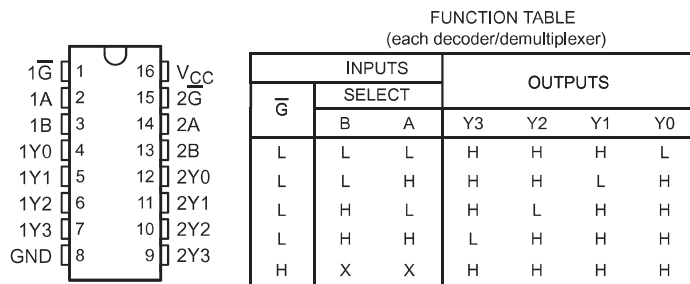 1G̅ 1 16 VCC
1A 2 15 2G̅
1B 3 14 2A
1Y0 4 13 2B
1Y1 5 12 2Y0
1Y2 6 11 2Y1
1Y3 7 10 2Y2
GND 8 9 2Y3
FUNCTION TABLE
(each decoder/demultiplexer)
INPUTS OUTPUTS
G̅ SELECT
B A Y3 Y2 Y1 Y0
L L L H H H L
L L H H H L H
L H L H L H H
L H H L H H H
H X X H H H H